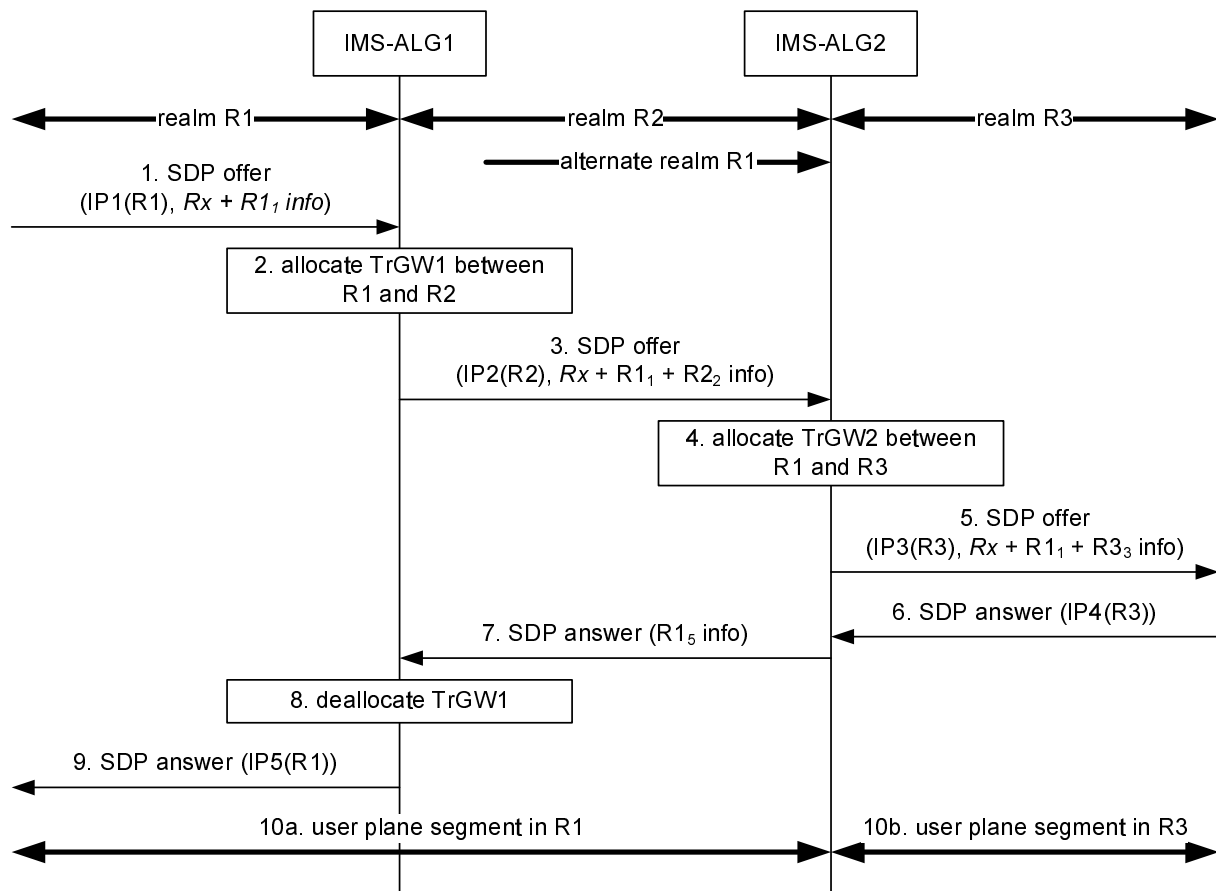 IMS-ALG1
IMS-ALG2
realm R1
realm R2
realm R3
alternate realm R1
1. SDP offer
(IP1(R1), Rx + R1₁ info)
2. allocate TrGW1 between
R1 and R2
3. SDP offer
(IP2(R2), Rx + R1₁ + R2₂ info)
4. allocate TrGW2 between
R1 and R3
5. SDP offer
(IP3(R3), Rx + R1₁ + R3₃ info)
6. SDP answer (IP4(R3))
7. SDP answer (R1₅ info)
8. deallocate TrGW1
9. SDP answer (IP5(R1))
10a. user plane segment in R1
10b. user plane segment in R3